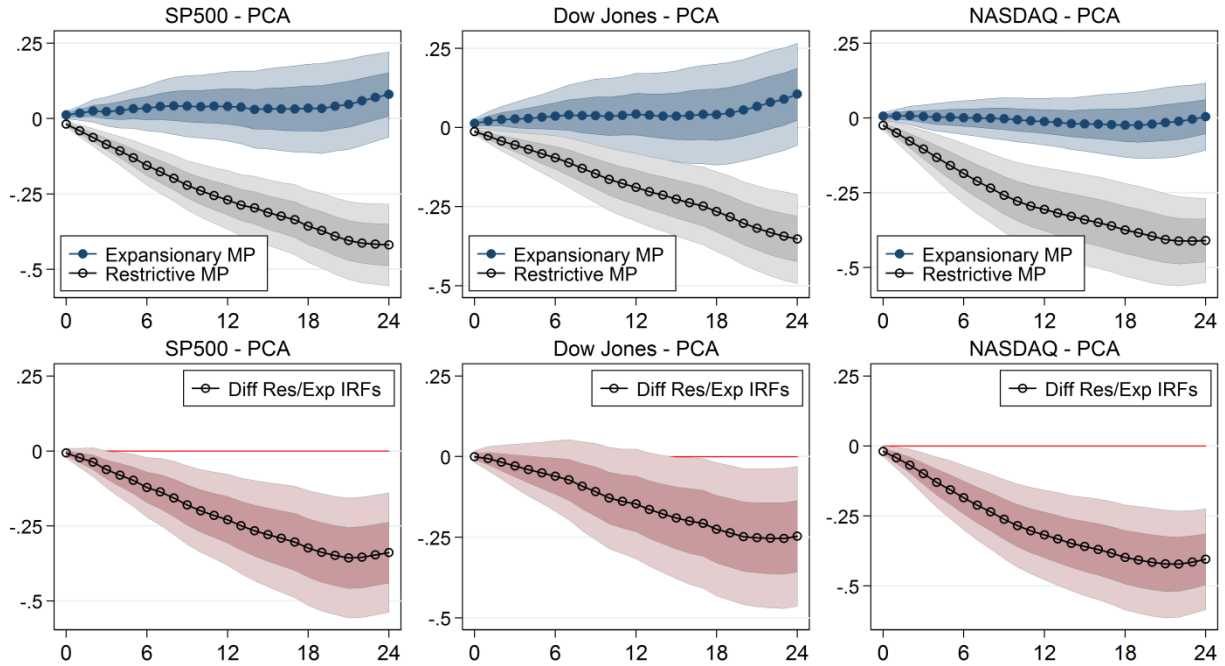 SP500 - PCA
.25
0
-.25
-.5
Expansionary MP
Restrictive MP
0 6 12 18 24
Dow Jones - PCA
.25
0
-.25
-.5
Expansionary MP
Restrictive MP
0 6 12 18 24
NASDAQ - PCA
.25
0
-.25
-.5
Expansionary MP
Restrictive MP
0 6 12 18 24
SP500 - PCA
Diff Res/Exp IRFs
.25
0
-.25
-.5
0 6 12 18 24
Dow Jones - PCA
Diff Res/Exp IRFs
.25
0
-.25
-.5
0 6 12 18 24
NASDAQ - PCA
Diff Res/Exp IRFs
.25
0
-.25
-.5
0 6 12 18 24